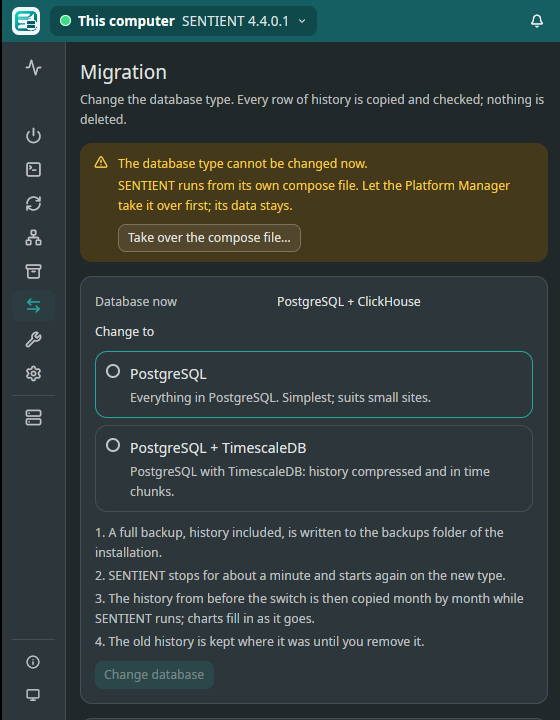 This computer SENTIENT 4.4.0.1
Migration
Change the database type. Every row of history is copied and checked; nothing is
deleted.
The database type cannot be changed now.
SENTIENT runs from its own compose file. Let the Platform Manager
take it over first; its data stays.
Take over the compose file...
Database now PostgreSQL + ClickHouse
Change to
PostgreSQL
Everything in PostgreSQL. Simplest; suits small sites.
PostgreSQL + TimescaleDB
PostgreSQL with TimescaleDB: history compressed and in time
chunks.
1. A full backup, history included, is written to the backups folder of the
installation.
2. SENTIENT stops for about a minute and starts again on the new type.
3. The history from before the switch is then copied month by month while
SENTIENT runs; charts fill in as it goes.
4. The old history is kept where it was until you remove it.
Change database